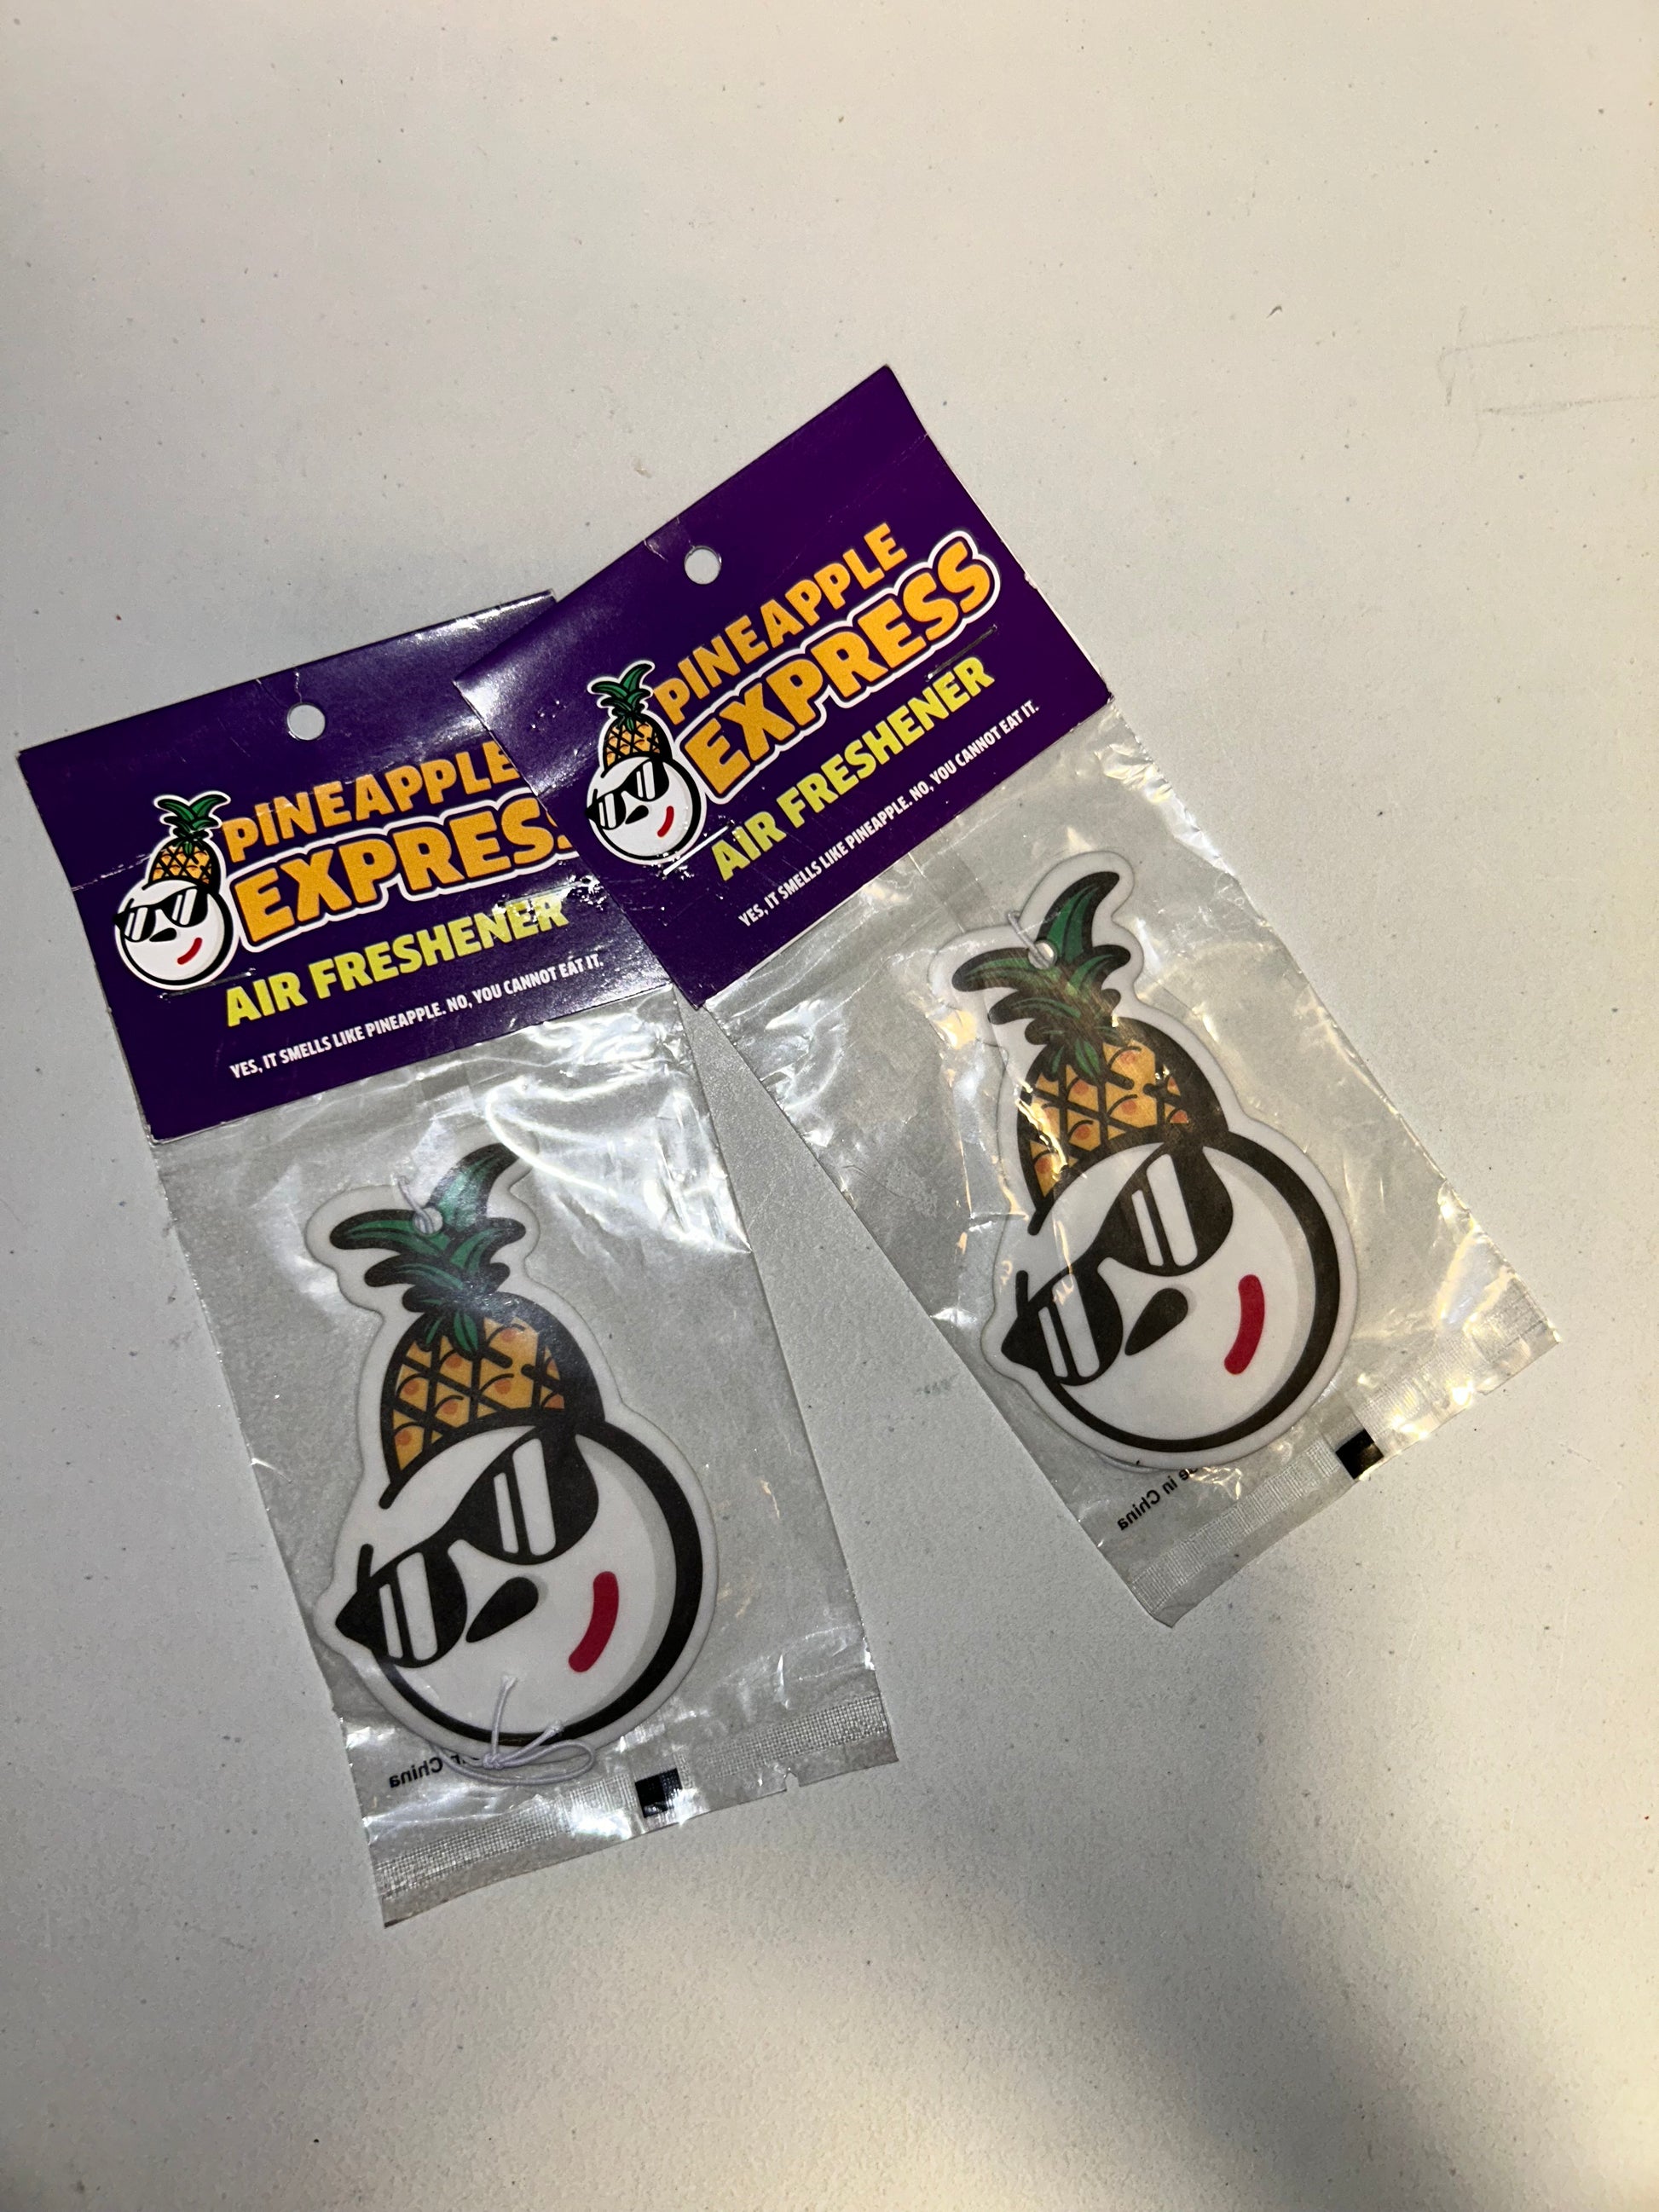 PINEAPPLE
EXPRESS
AIR FRESHENER
YES, IT SMELLS LIKE PINEAPPLE. NO, YOU CANNOT EAT IT.
in China
PINEAPPLE
EXPRESS
AIR FRESHENER
YES, IT SMELLS LIKE PINEAPPLE. NO, YOU CANNOT EAT IT.
China